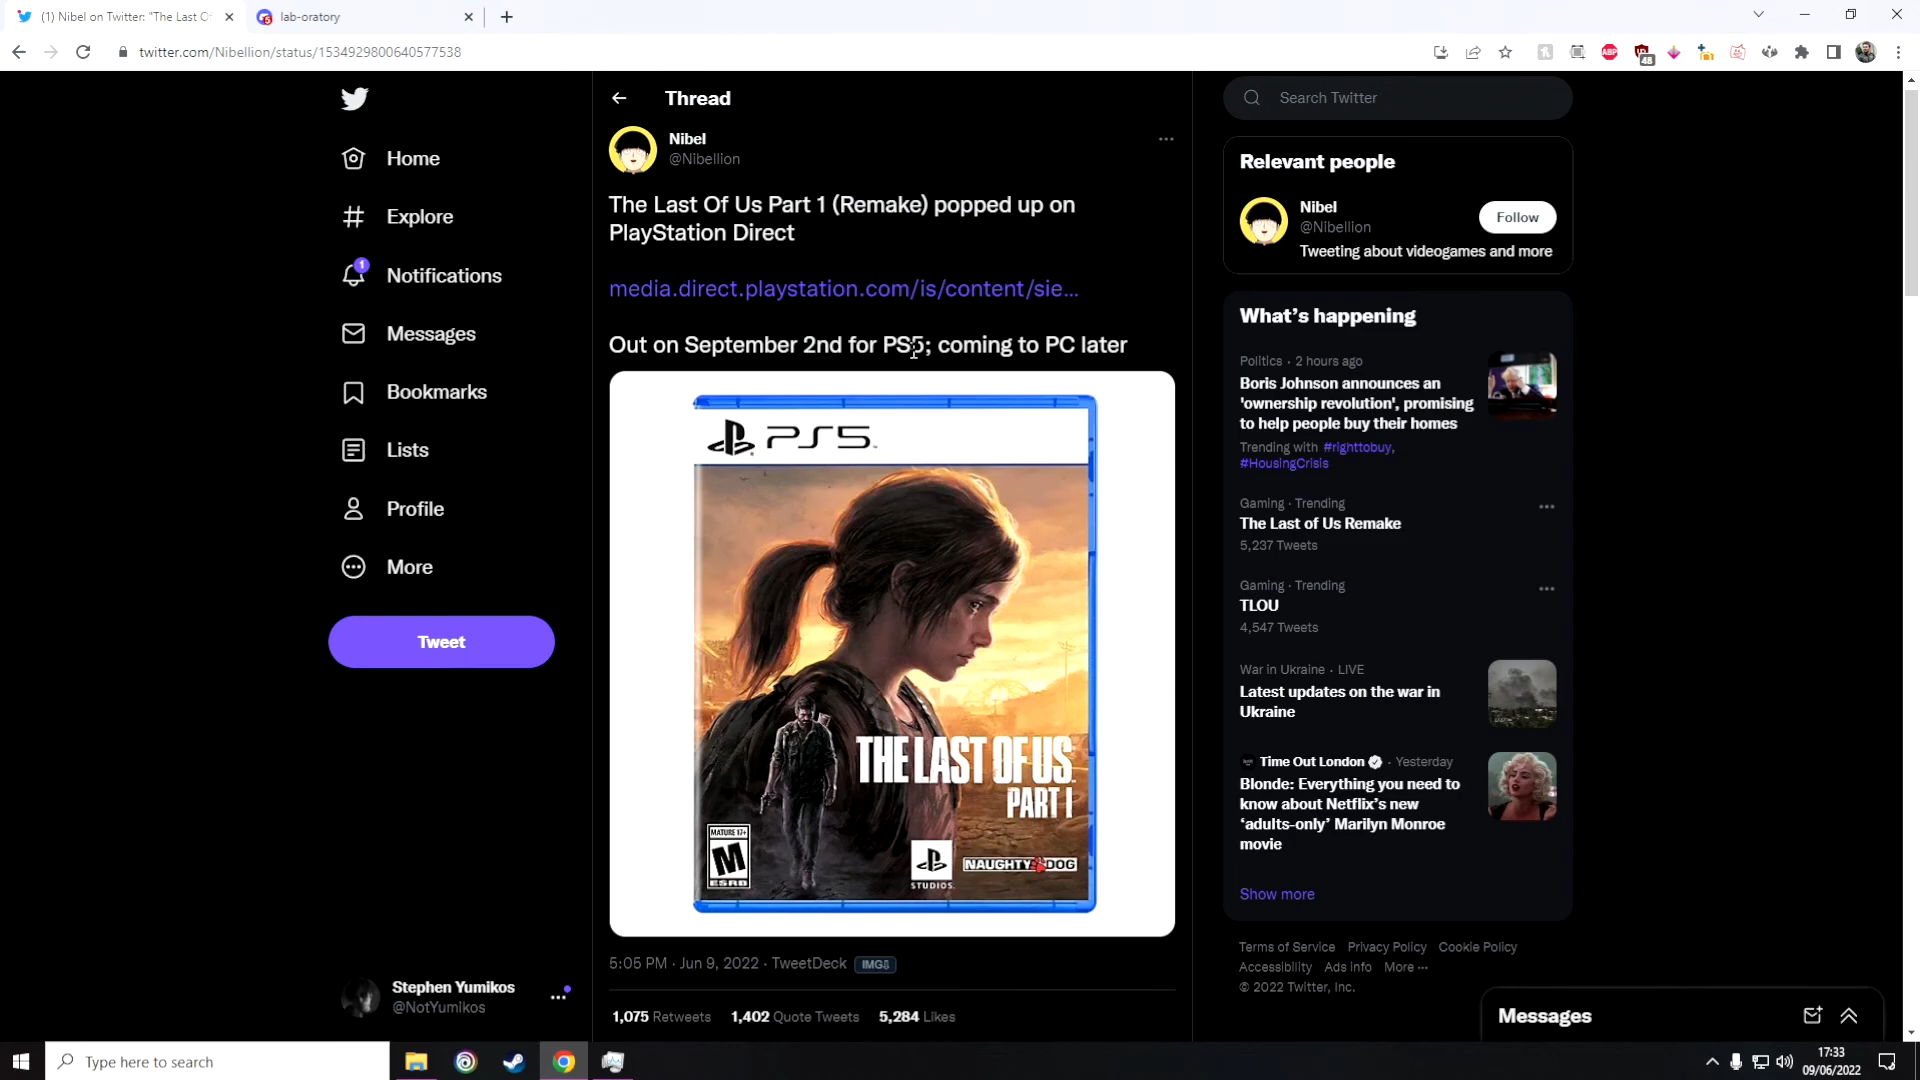 (1) Nibel on Twitter: "The Last Of
lab-oratory
twitter.com/Nibellion/status/1534929800640577538
ABP
48
Home
Explore
1
Notifications
Messages
Bookmarks
Lists
Profile
More
Tweet
Stephen Yumikos
@NotYumikos
Thread
Nibel
@Nibellion
The Last Of Us Part 1 (Remake) popped up on
PlayStation Direct
media.direct.playstation.com/is/content/sie...
Out on September 2nd for PS5; coming to PC later
PS5
THE LAST OF US
PART I
MATURE 17+
M
ESRB
STUDIOS
NAUGHTY DOG
5:05 PM · Jun 9, 2022 · TweetDeck
1,075 Retweets 1,402 Quote Tweets 5,284 Likes
Search Twitter
Relevant people
Nibel
@Nibellion
Follow
Tweeting about videogames and more
What's happening
Politics · 2 hours ago
Boris Johnson announces an
'ownership revolution', promising
to help people buy their homes
Trending with #righttobuy,
#HousingCrisis
Gaming · Trending
The Last of Us Remake
5,237 Tweets
Gaming · Trending
TLOU
4,547 Tweets
War in Ukraine · LIVE
Latest updates on the war in
Ukraine
Time Out London · Yesterday
Blonde: Everything you need to
know about Netflix's new
'adults-only' Marilyn Monroe
movie
Show more
Terms of Service Privacy Policy Cookie Policy
Accessibility Ads info More ···
© 2022 Twitter, Inc.
Messages
Type here to search
17:33
09/06/2022